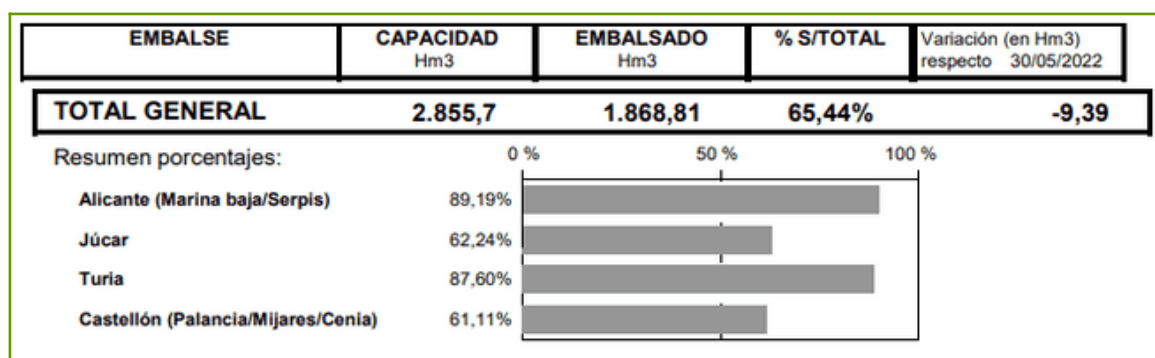 EMBALSE CAPACIDAD EMBALSADO % S/TOTAL Variación (en Hm3)
Hm3 Hm3 respecto 30/05/2022
TOTAL GENERAL 2.855,7 1.868,81 65,44% -9,39
Resumen porcentajes: 0 % 50 % 100 %
Alicante (Marina baja/Serpis) 89,19%
Júcar 62,24%
Turia 87,60%
Castellón (Palancia/Mijares/Cenia) 61,11%